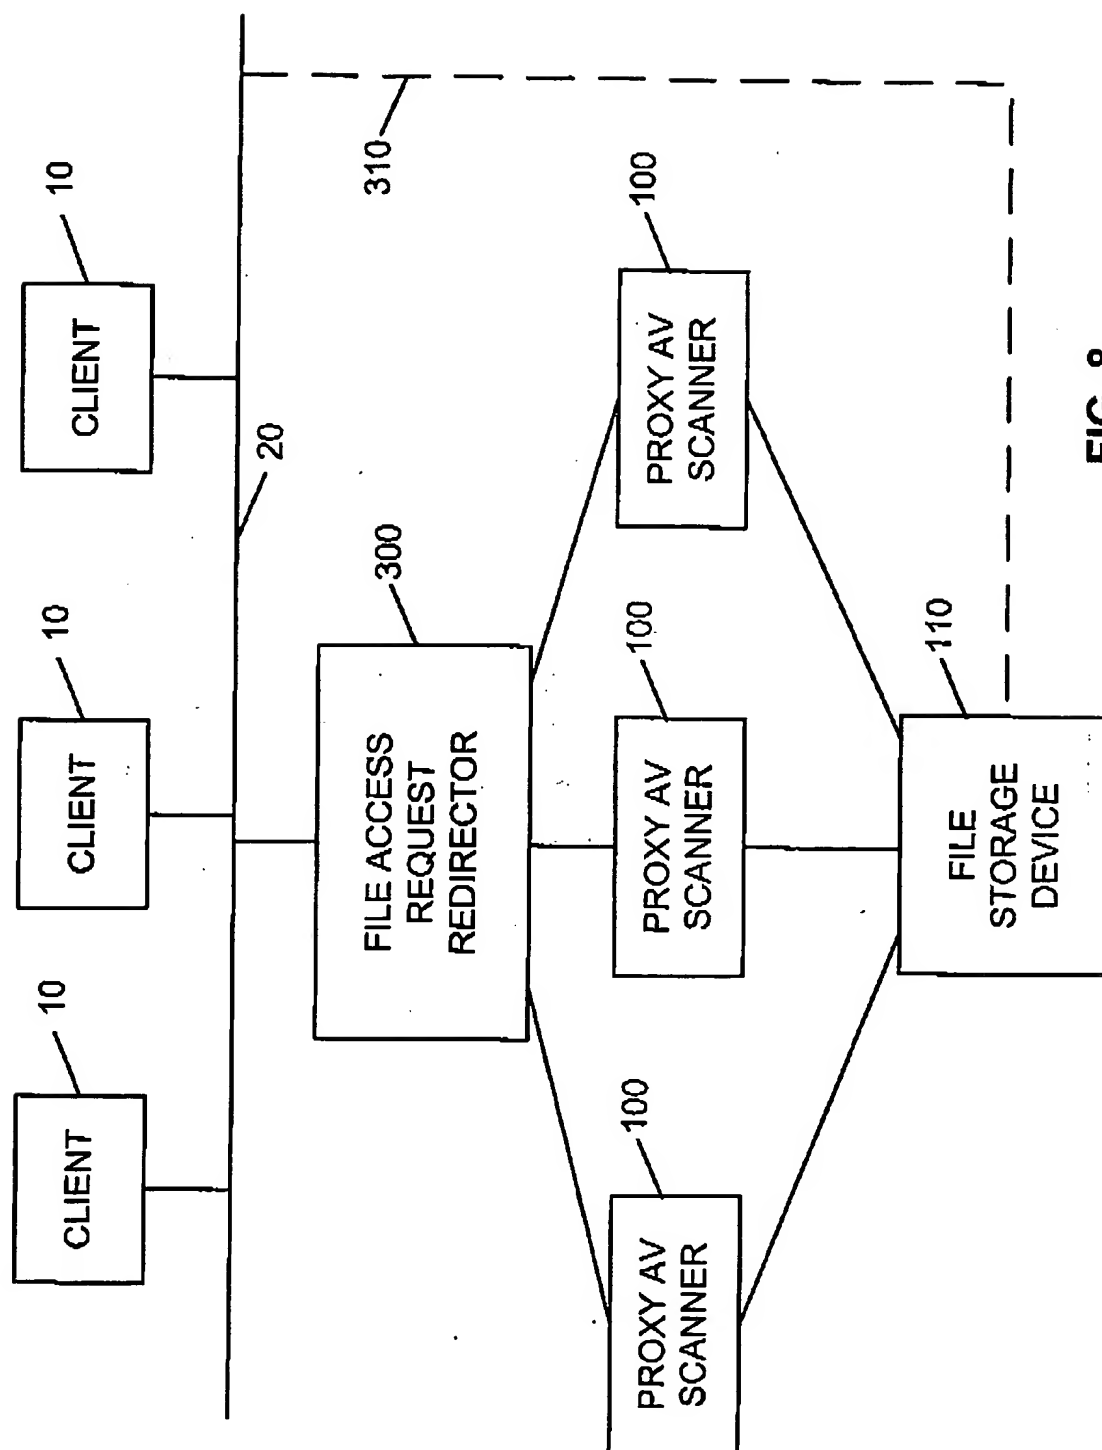 10
CLIENT
10
CLIENT
10
CLIENT
20
310
300
FILE ACCESS
REQUEST
REDIRECTOR
100
PROXY AV
SCANNER
100
PROXY AV
SCANNER
100
PROXY AV
SCANNER
110
FILE
STORAGE
DEVICE